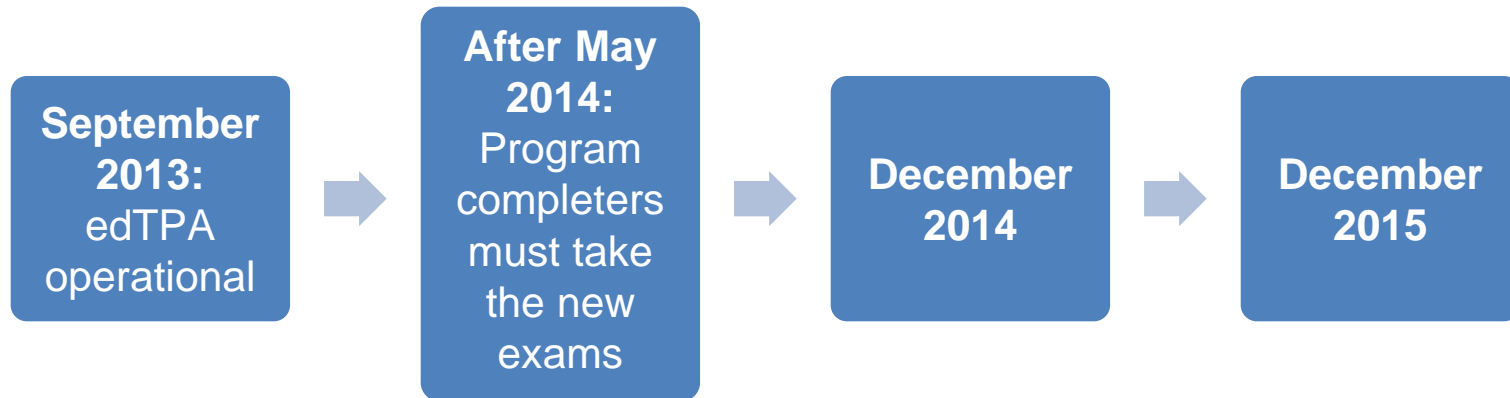 September
2013:
edTPA
operational
After May
2014:
Program
completers
must take
the new
exams
December
2014
December
2015